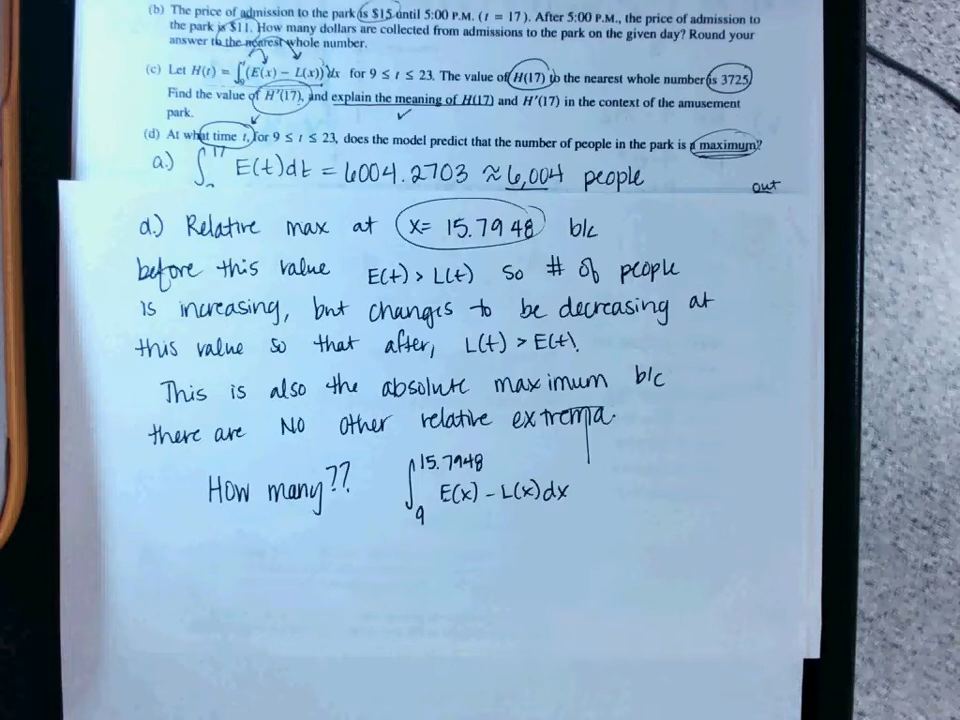 (b) The price of admission to the park is $15 until 5:00 P.M. (t = 17). After 5:00 P.M., the price of admission to
the park is $11. How many dollars are collected from admissions to the park on the given day? Round your
answer to the nearest whole number.
(c) Let H(t) = ∫₉ᵗ (E(x) − L(x)) dx for 9 ≤ t ≤ 23. The value of H(17) to the nearest whole number is 3725.
Find the value of H′(17), and explain the meaning of H(17) and H′(17) in the context of the amusement
park.
(d) At what time t, for 9 ≤ t ≤ 23, does the model predict that the number of people in the park is a maximum?
a.) ∫ 17 E(t)dt = 6004.2703 ≈ 6,004 people
out
d.) Relative max at x= 15.7948 b/c
before this value E(t) > L(t) so # of people
is increasing, but changes to be decreasing at
this value so that after, L(t) > E(t).
This is also the absolute maximum b/c
there are NO other relative extrema.
How many?? ∫ 15.7948 9 E(x) - L(x)dx